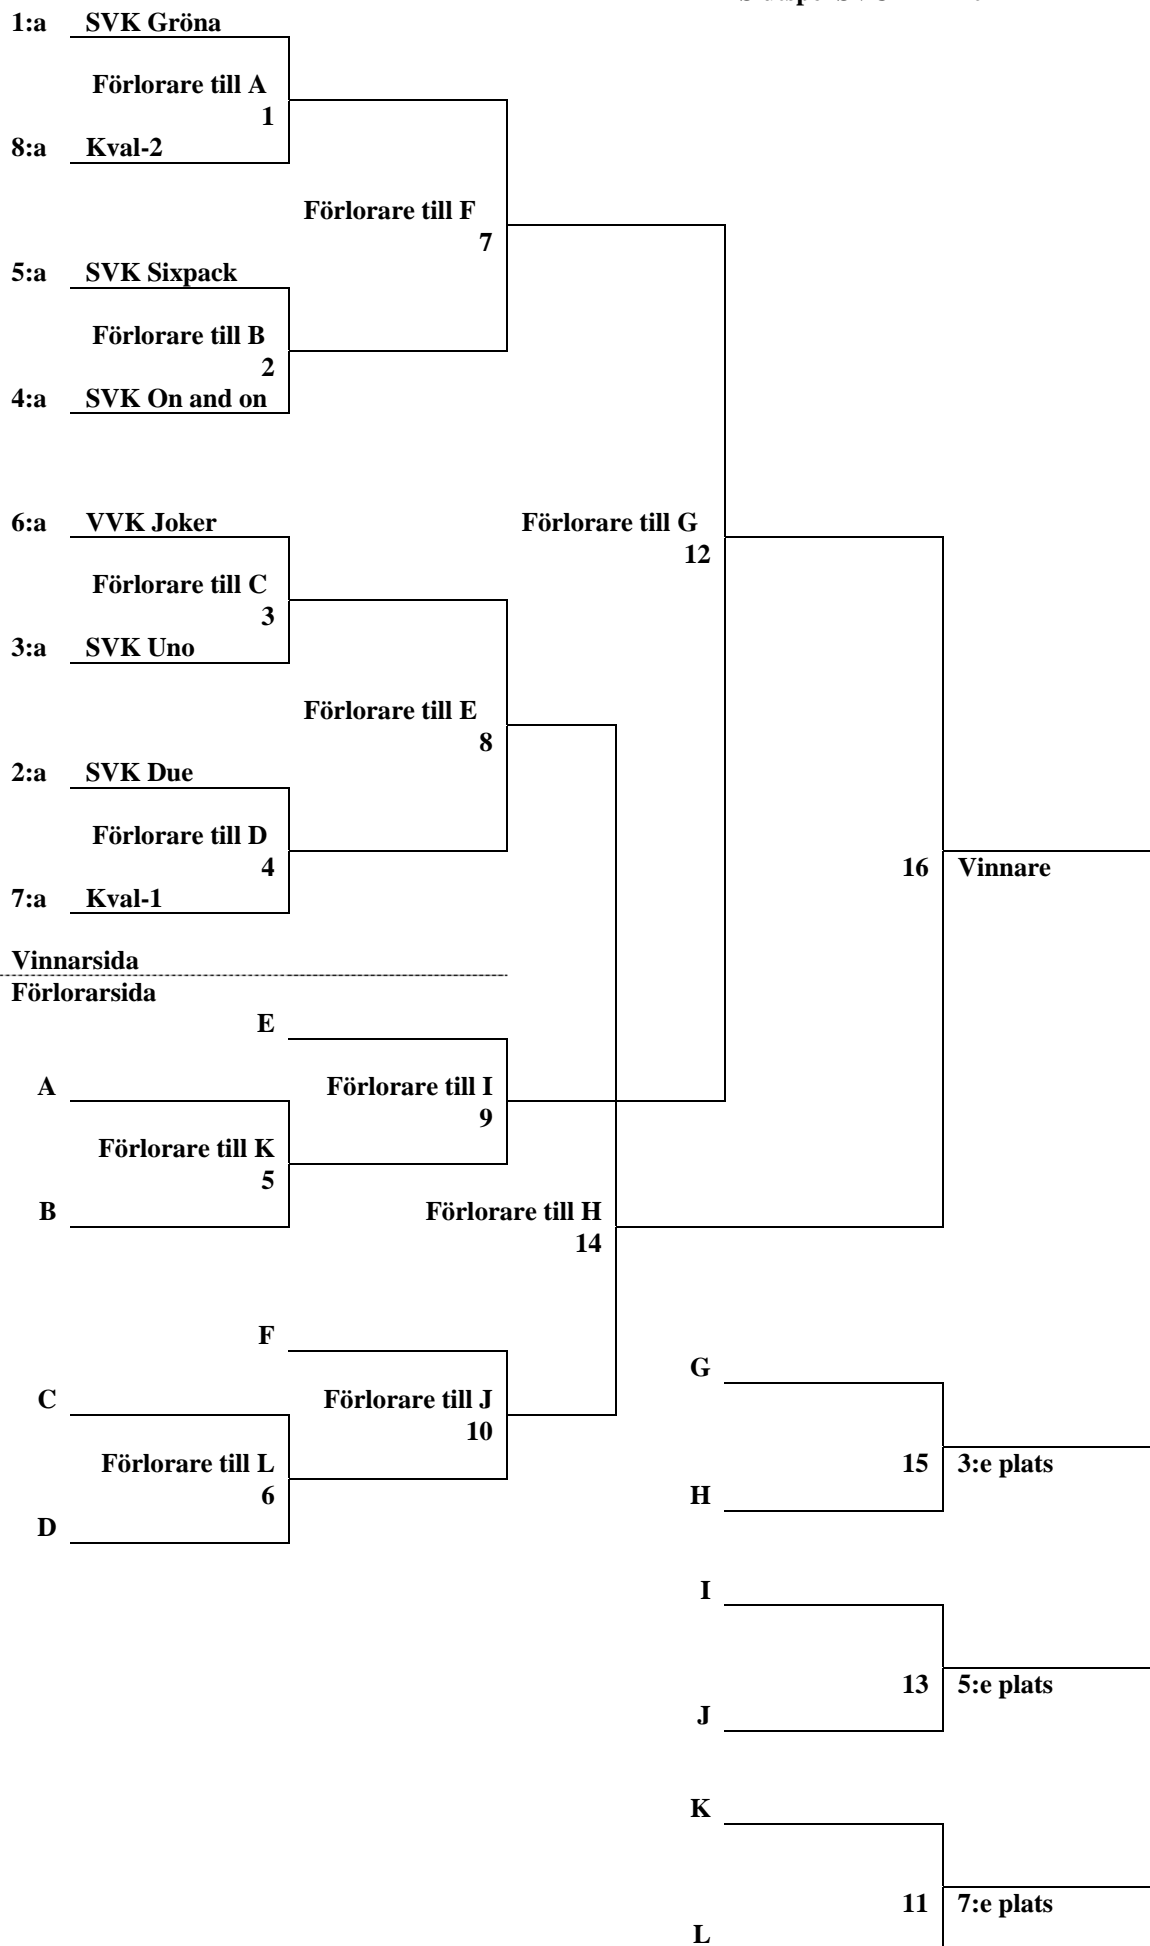 1:a SVK Gröna
Förlorare till A
1
8:a Kval-2
Förlorare till F
7
5:a SVK Sixpack
Förlorare till B
2
4:a SVK On and on
6:a VVK Joker
Förlorare till G
12
Förlorare till C
3
3:a SVK Uno
Förlorare till E
8
2:a SVK Due
Förlorare till D
4
16 Vinnare
7:a Kval-1
Vinnarsida
Förlorarsida
E
A
Förlorare till I
9
Förlorare till K
5
B
Förlorare till H
14
F
G
C
Förlorare till J
10
Förlorare till L
6
15 3:e plats
H
D
I
13 5:e plats
J
K
11 7:e plats
L